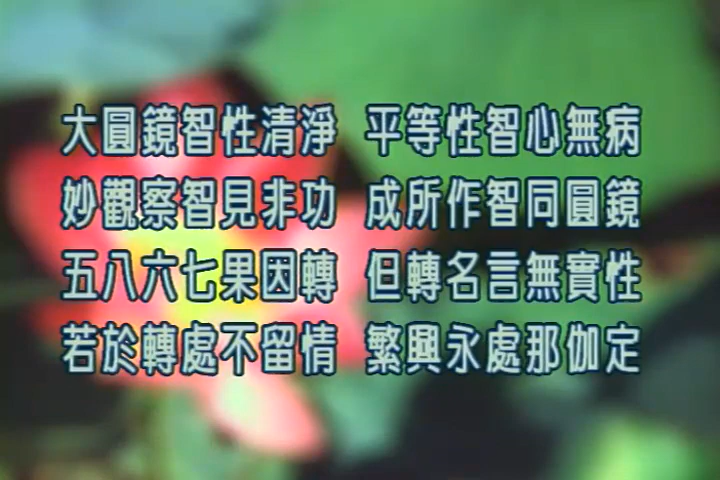 大圓鏡智性清淨 平等性智心無病
妙觀察智見非功 成所作智同圓鏡
五八六七果因轉 但轉名言無實性
若於轉處不留情 繁興永處那伽定